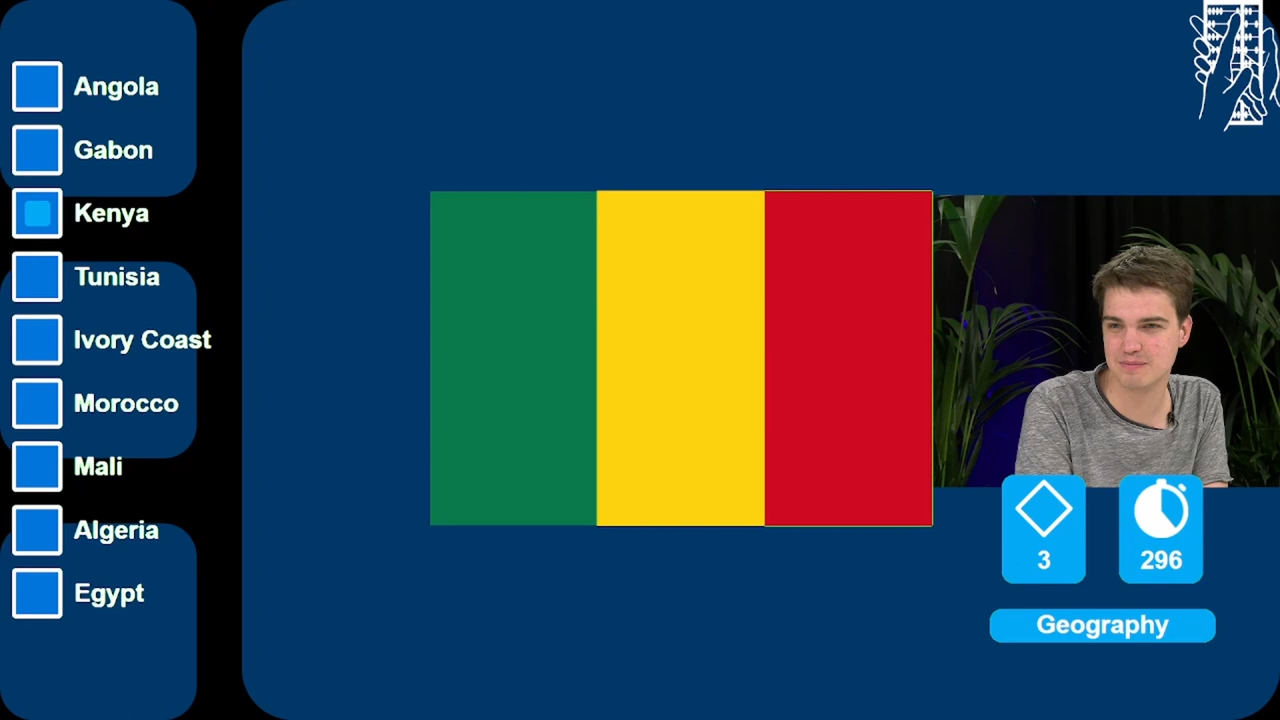 Angola
Gabon
Kenya
Tunisia
Ivory Coast
Morocco
Mali
Algeria
Egypt
3
296
Geography